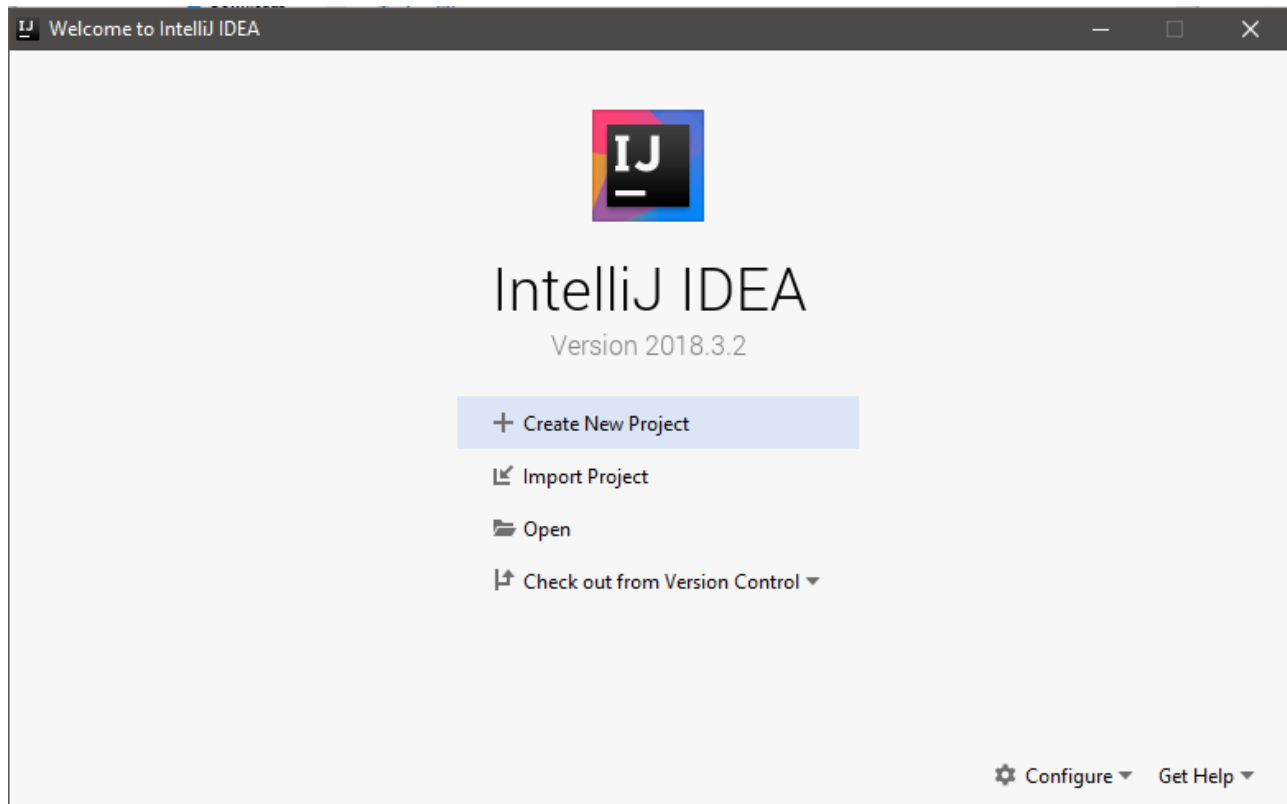 Welcome to IntelliJ IDEA
IJ
IntelliJ IDEA
Version 2018.3.2
Create New Project
Import Project
Open
Check out from Version Control
Configure Get Help